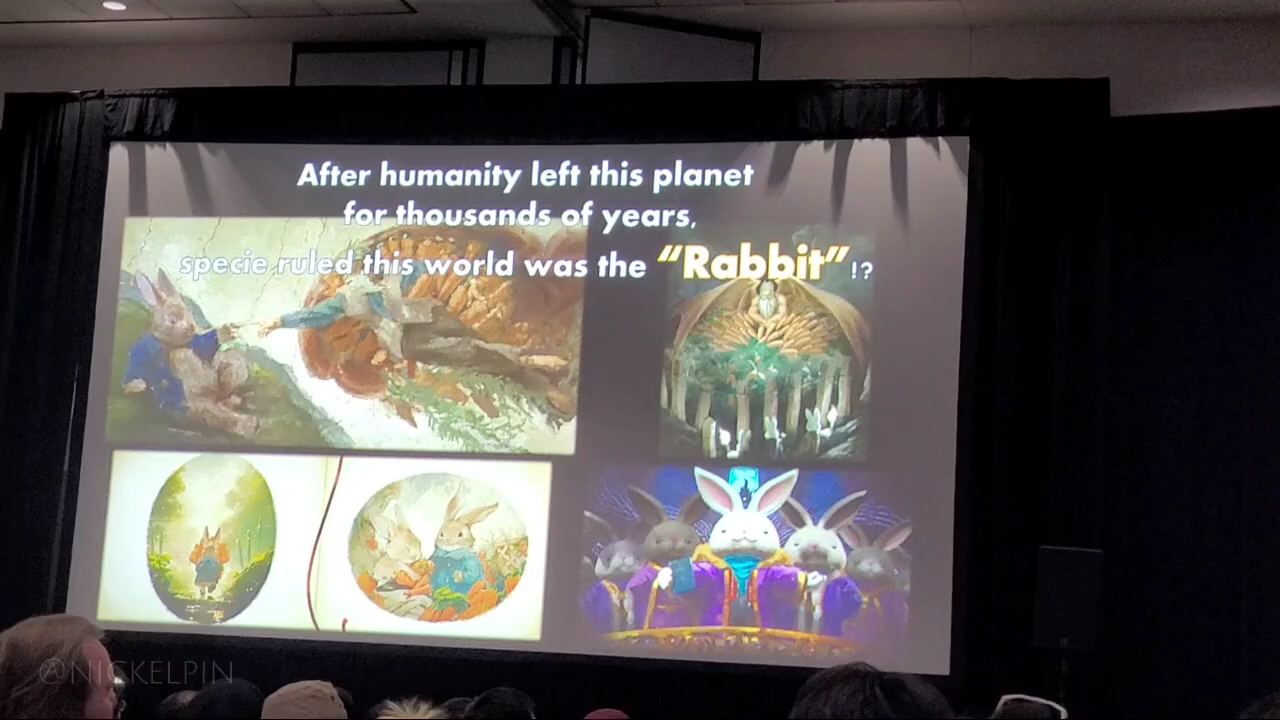 After humanity left this planet
for thousands of years,
specie ruled this world was the “Rabbit”!?
@NICKELPIN